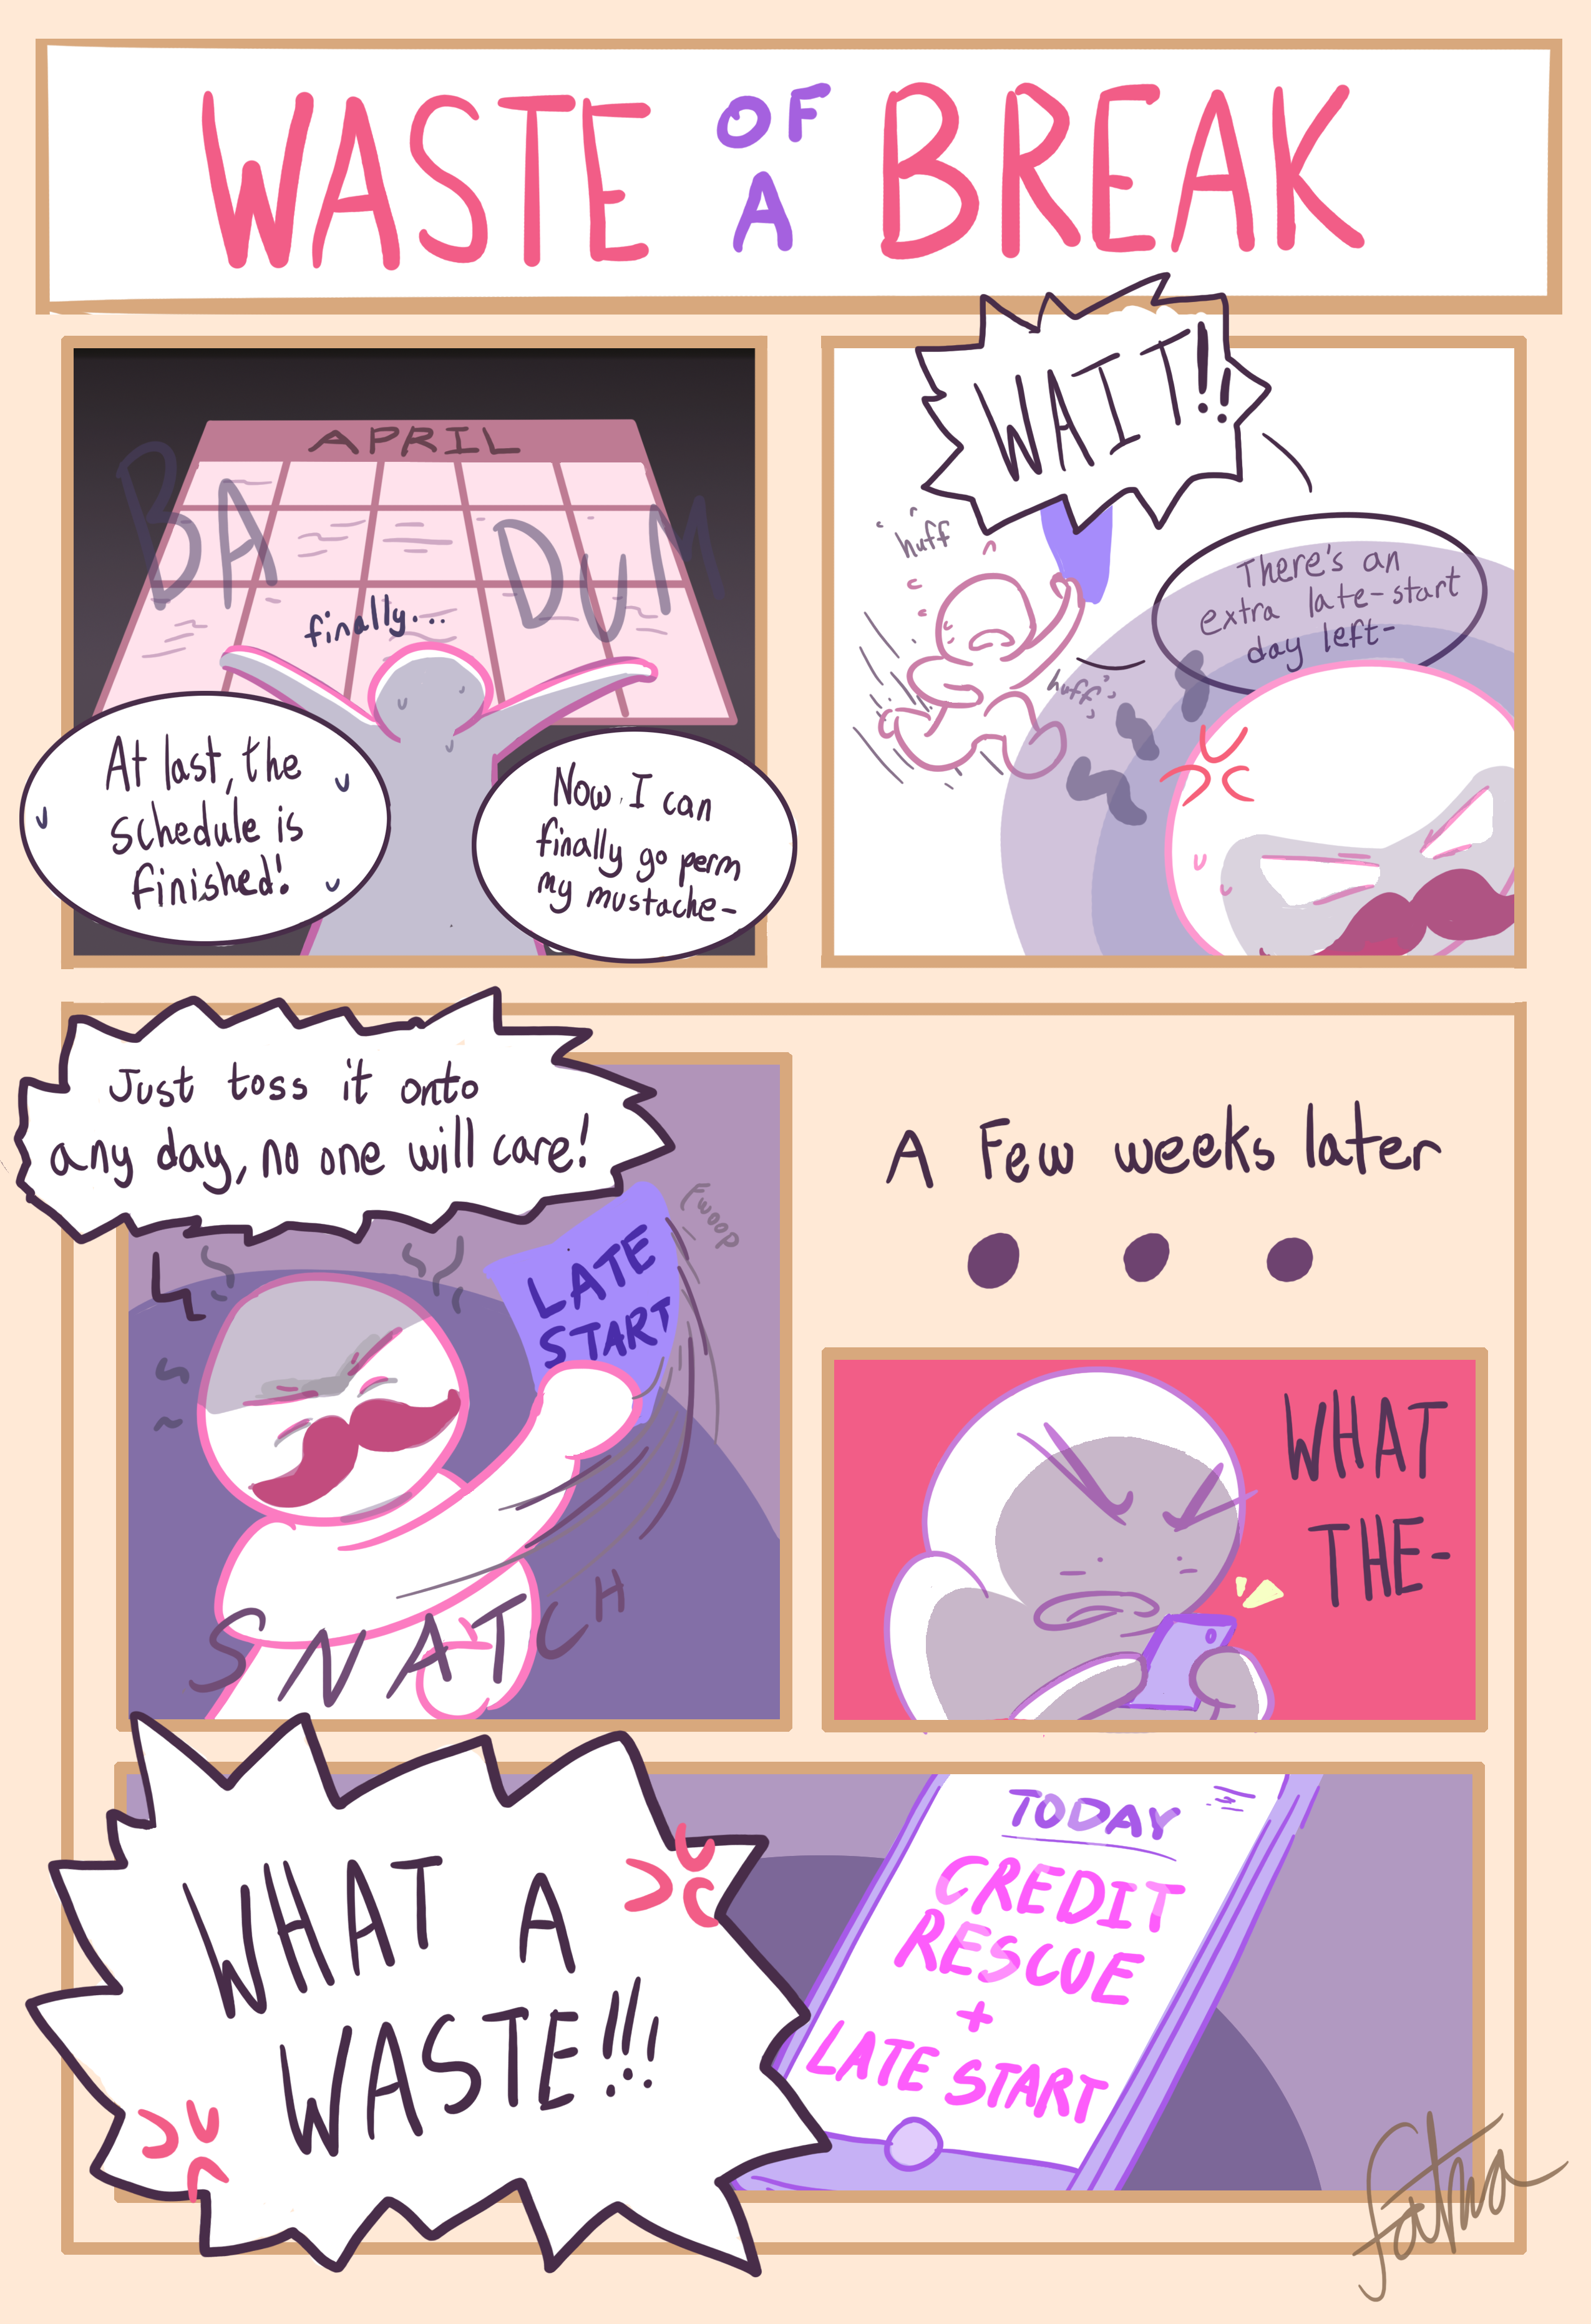 WASTE OF A BREAK
APRIL
BA DUM
finally...
At last, the
schedule is
finished!
Now I can
finally go perm
my mustache-
WAIT!!
huff
There's an
extra late-start
day left-
huff
Just toss it onto
any day, no one will care!
fwoop
LATE
START
SNATCH
A Few weeks later
WHAT
THE-
WHAT A
WASTE!!!
TODAY
CREDIT
RESCUE
+
LATE START
fatma